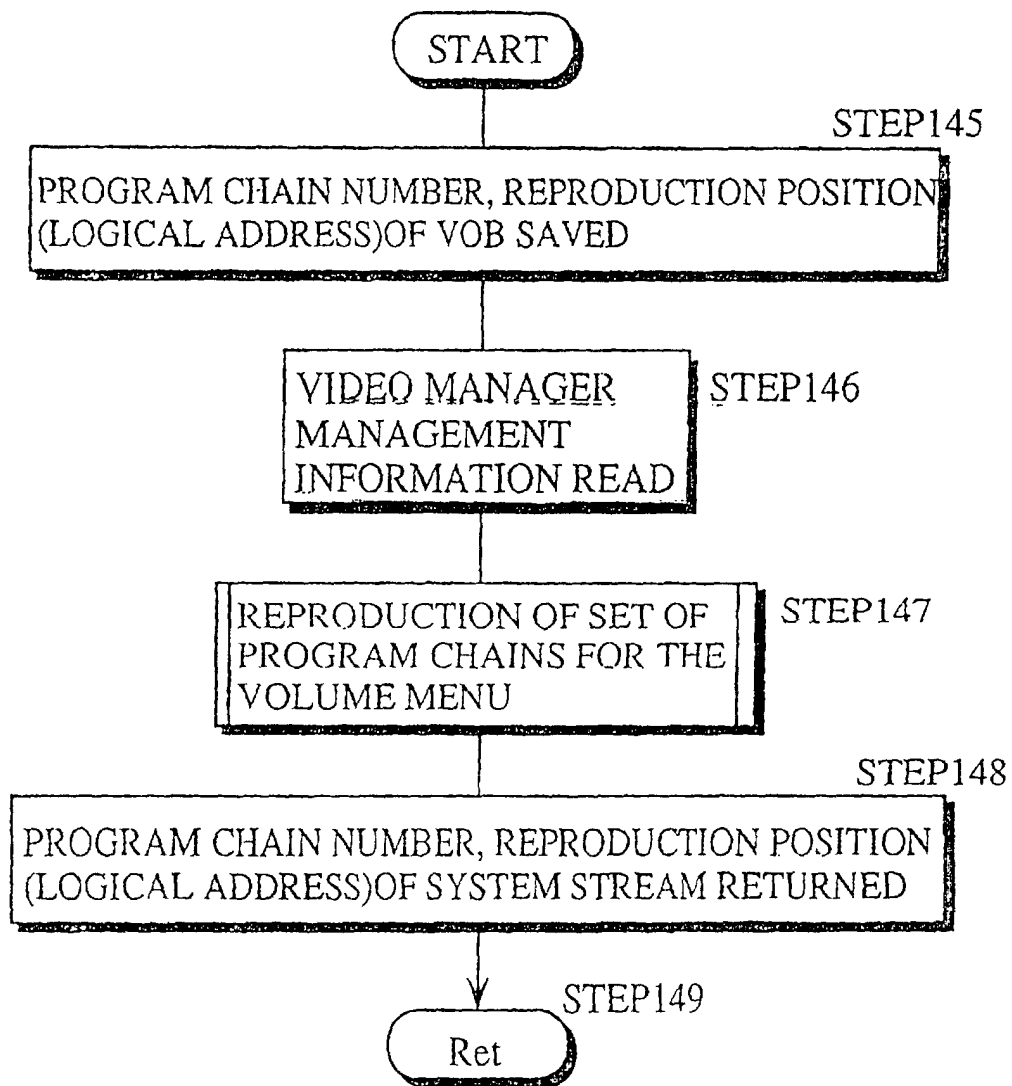 START
STEP145
PROGRAM CHAIN NUMBER, REPRODUCTION POSITION
(LOGICAL ADDRESS)OF VOB SAVED
VIDEO MANAGER
MANAGEMENT
INFORMATION READ
STEP146
REPRODUCTION OF SET OF
PROGRAM CHAINS FOR THE
VOLUME MENU
STEP147
STEP148
PROGRAM CHAIN NUMBER, REPRODUCTION POSITION
(LOGICAL ADDRESS)OF SYSTEM STREAM RETURNED
STEP149
Ret